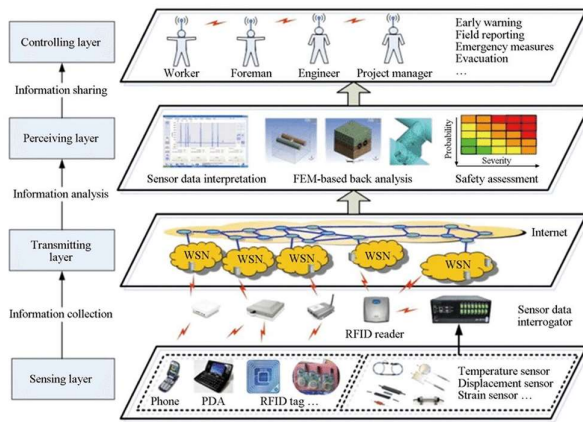 Controlling layer
Information sharing
Perceiving layer
Information analysis
Transmitting
layer
Information collection
Sensing layer
Worker
Foreman
Engineer
Project manager
Early warning
Field reporting
Emergency measures
Evacuation
…
Sensor data interpretation
FEM-based back analysis
Safety assessment
Probability
Severity
Internet
WSN
WSN
WSN
WSN
WSN
RFID reader
Sensor data
interrogator
Phone
PDA
RFID tag …
Temperature sensor
Displacement sensor
Strain sensor …